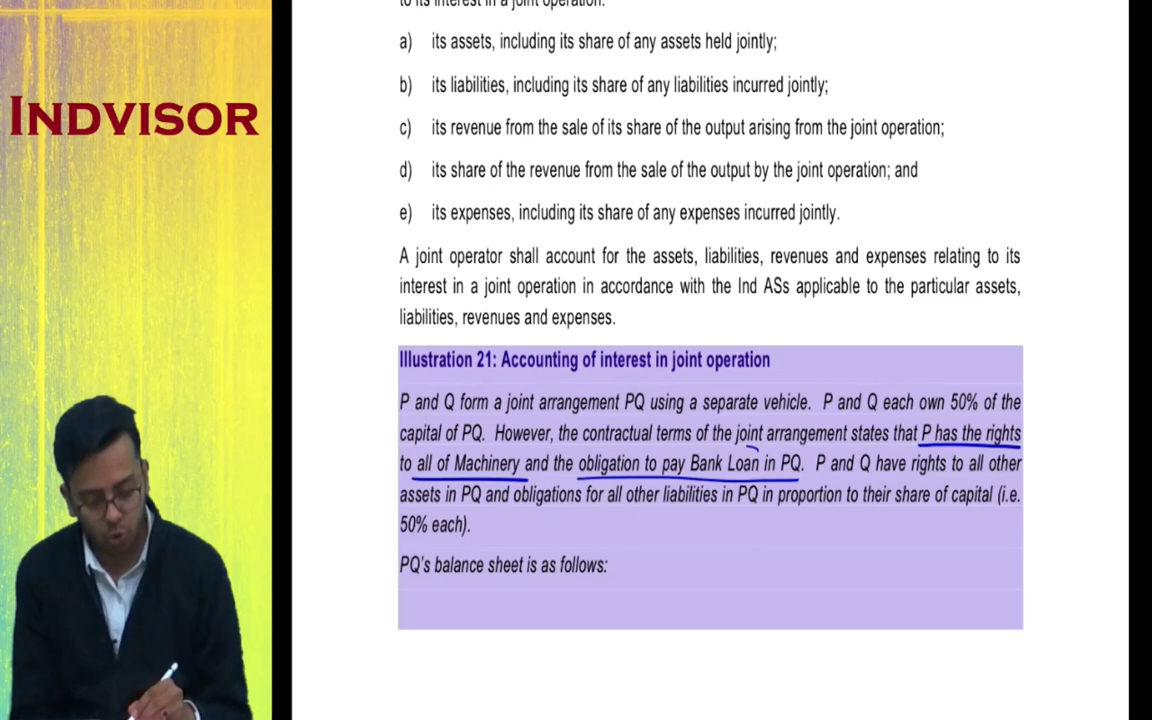 INDVISOR
to its interest in a joint operation.
a) its assets, including its share of any assets held jointly;
b) its liabilities, including its share of any liabilities incurred jointly;
c) its revenue from the sale of its share of the output arising from the joint operation;
d) its share of the revenue from the sale of the output by the joint operation; and
e) its expenses, including its share of any expenses incurred jointly.
A joint operator shall account for the assets, liabilities, revenues and expenses relating to its
interest in a joint operation in accordance with the Ind ASs applicable to the particular assets,
liabilities, revenues and expenses.
Illustration 21: Accounting of interest in joint operation
P and Q form a joint arrangement PQ using a separate vehicle. P and Q each own 50% of the
capital of PQ. However, the contractual terms of the joint arrangement states that P has the rights
to all of Machinery and the obligation to pay Bank Loan in PQ. P and Q have rights to all other
assets in PQ and obligations for all other liabilities in PQ in proportion to their share of capital (i.e.
50% each).
PQ's balance sheet is as follows: